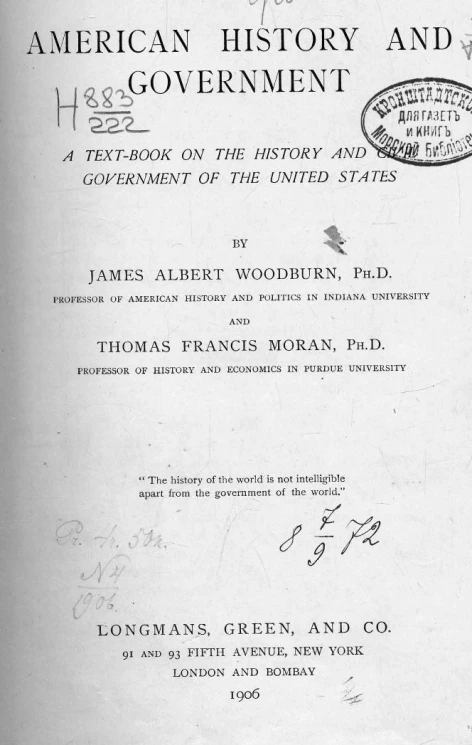 AMERICAN HISTORY AND
GOVERNMENT
H 883
222
КРОНШТАДТСКО
ДЛЯ ГАЗЕТЪ
И КНИГЪ
МОРСКОЙ БИБЛІОТЕ
A TEXT-BOOK ON THE HISTORY AND
GOVERNMENT OF THE UNITED STATES
BY
JAMES ALBERT WOODBURN, PH.D.
PROFESSOR OF AMERICAN HISTORY AND POLITICS IN INDIANA UNIVERSITY
AND
THOMAS FRANCIS MORAN, PH.D.
PROFESSOR OF HISTORY AND ECONOMICS IN PURDUE UNIVERSITY
“ The history of the world is not intelligible
apart from the government of the world.”
8 7/9 72
N4
1906
LONGMANS, GREEN, AND CO.
91 AND 93 FIFTH AVENUE, NEW YORK
LONDON AND BOMBAY
1906